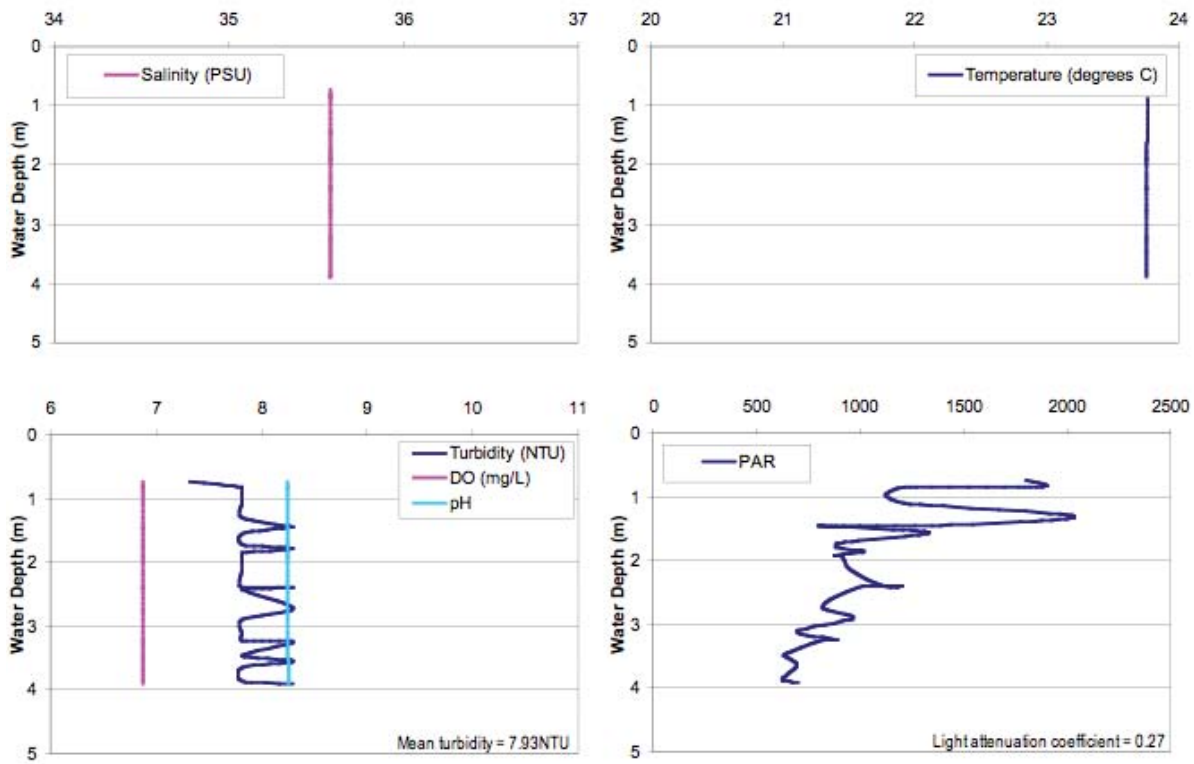 34 35 36 37
0
1
2
3
4
5
Water Depth (m)
Salinity (PSU)
20 21 22 23 24
0
1
2
3
4
5
Water Depth (m)
Temperature (degrees C)
6 7 8 9 10 11
0
1
2
3
4
5
Water Depth (m)
Turbidity (NTU)
DO (mg/L)
pH
Mean turbidity = 7.93NTU
0 500 1000 1500 2000 2500
0
1
2
3
4
5
Water Depth (m)
PAR
Light attenuation coefficient = 0.27